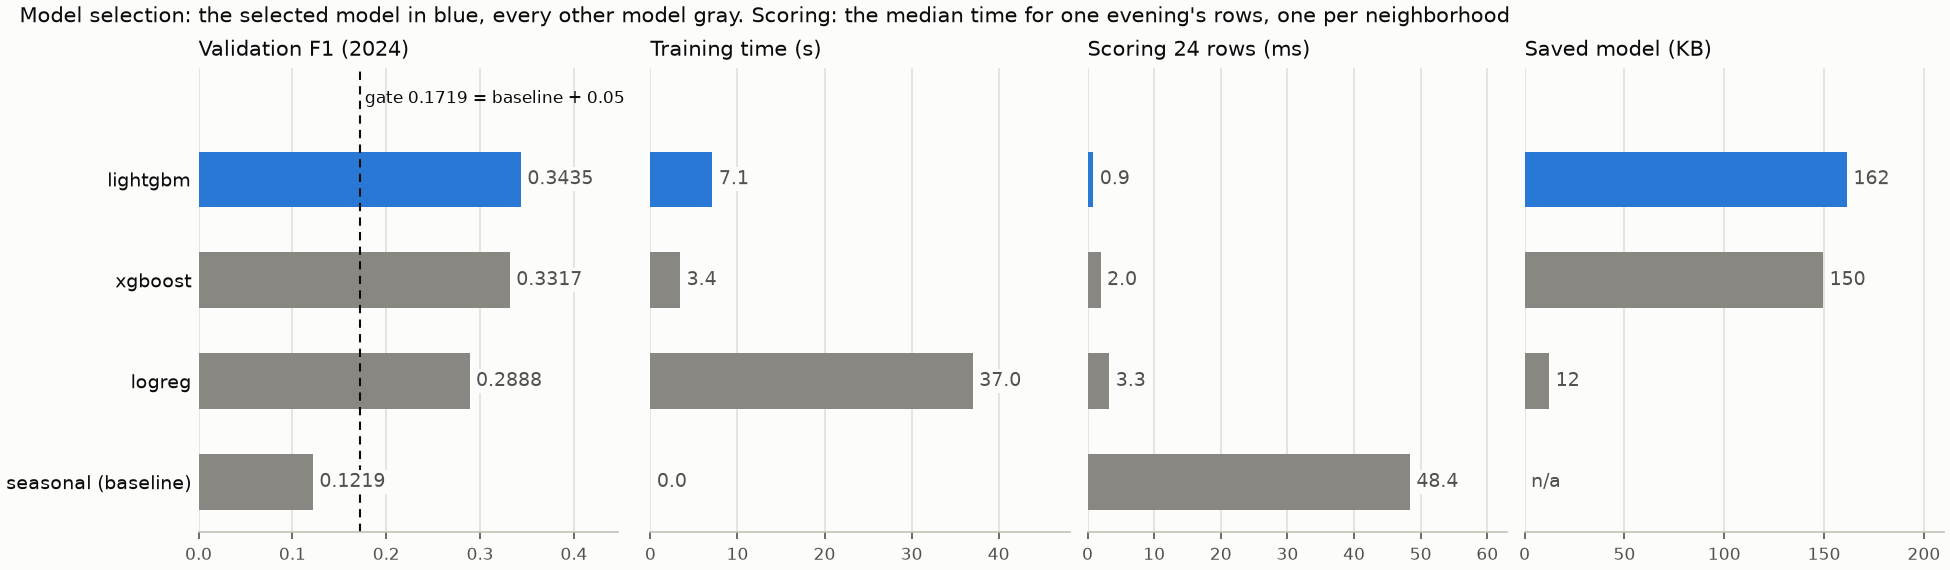 Model selection: the selected model in blue, every other model gray. Scoring: the median time for one evening's rows, one per neighborhood
Validation F1 (2024)
gate 0.1719 = baseline + 0.05
lightgbm
0.3435
xgboost
0.3317
logreg
0.2888
seasonal (baseline)
0.1219
0.0 0.1 0.2 0.3 0.4
Training time (s)
7.1
3.4
37.0
0.0
0 10 20 30 40
Scoring 24 rows (ms)
0.9
2.0
3.3
48.4
0 10 20 30 40 50 60
Saved model (KB)
162
150
12
n/a
0 50 100 150 200